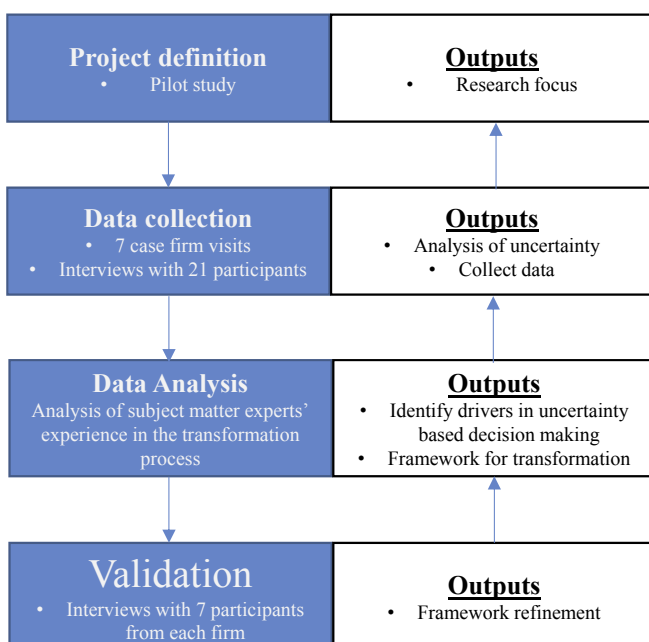 Project definition
• Pilot study
Outputs
• Research focus
Data collection
• 7 case firm visits
• Interviews with 21 participants
Outputs
• Analysis of uncertainty
• Collect data
Data Analysis
Analysis of subject matter experts’
experience in the transformation
process
Outputs
• Identify drivers in uncertainty
based decision making
• Framework for transformation
Validation
• Interviews with 7 participants
from each firm
Outputs
• Framework refinement